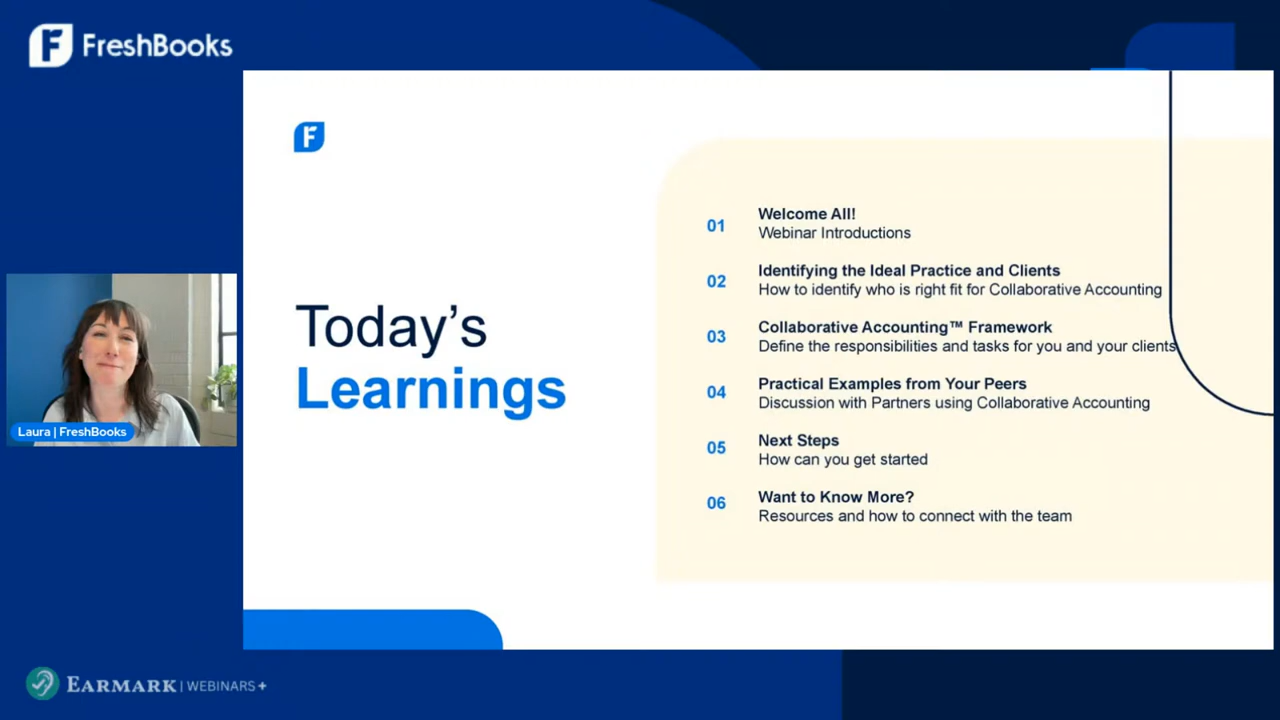 FreshBooks
Today's
Learnings
01
Welcome All!
Webinar Introductions
02
Identifying the Ideal Practice and Clients
How to identify who is right fit for Collaborative Accounting
03
Collaborative Accounting™ Framework
Define the responsibilities and tasks for you and your clients
04
Practical Examples from Your Peers
Discussion with Partners using Collaborative Accounting
05
Next Steps
How can you get started
06
Want to Know More?
Resources and how to connect with the team
Laura | FreshBooks
EARMARK | WEBINARS +